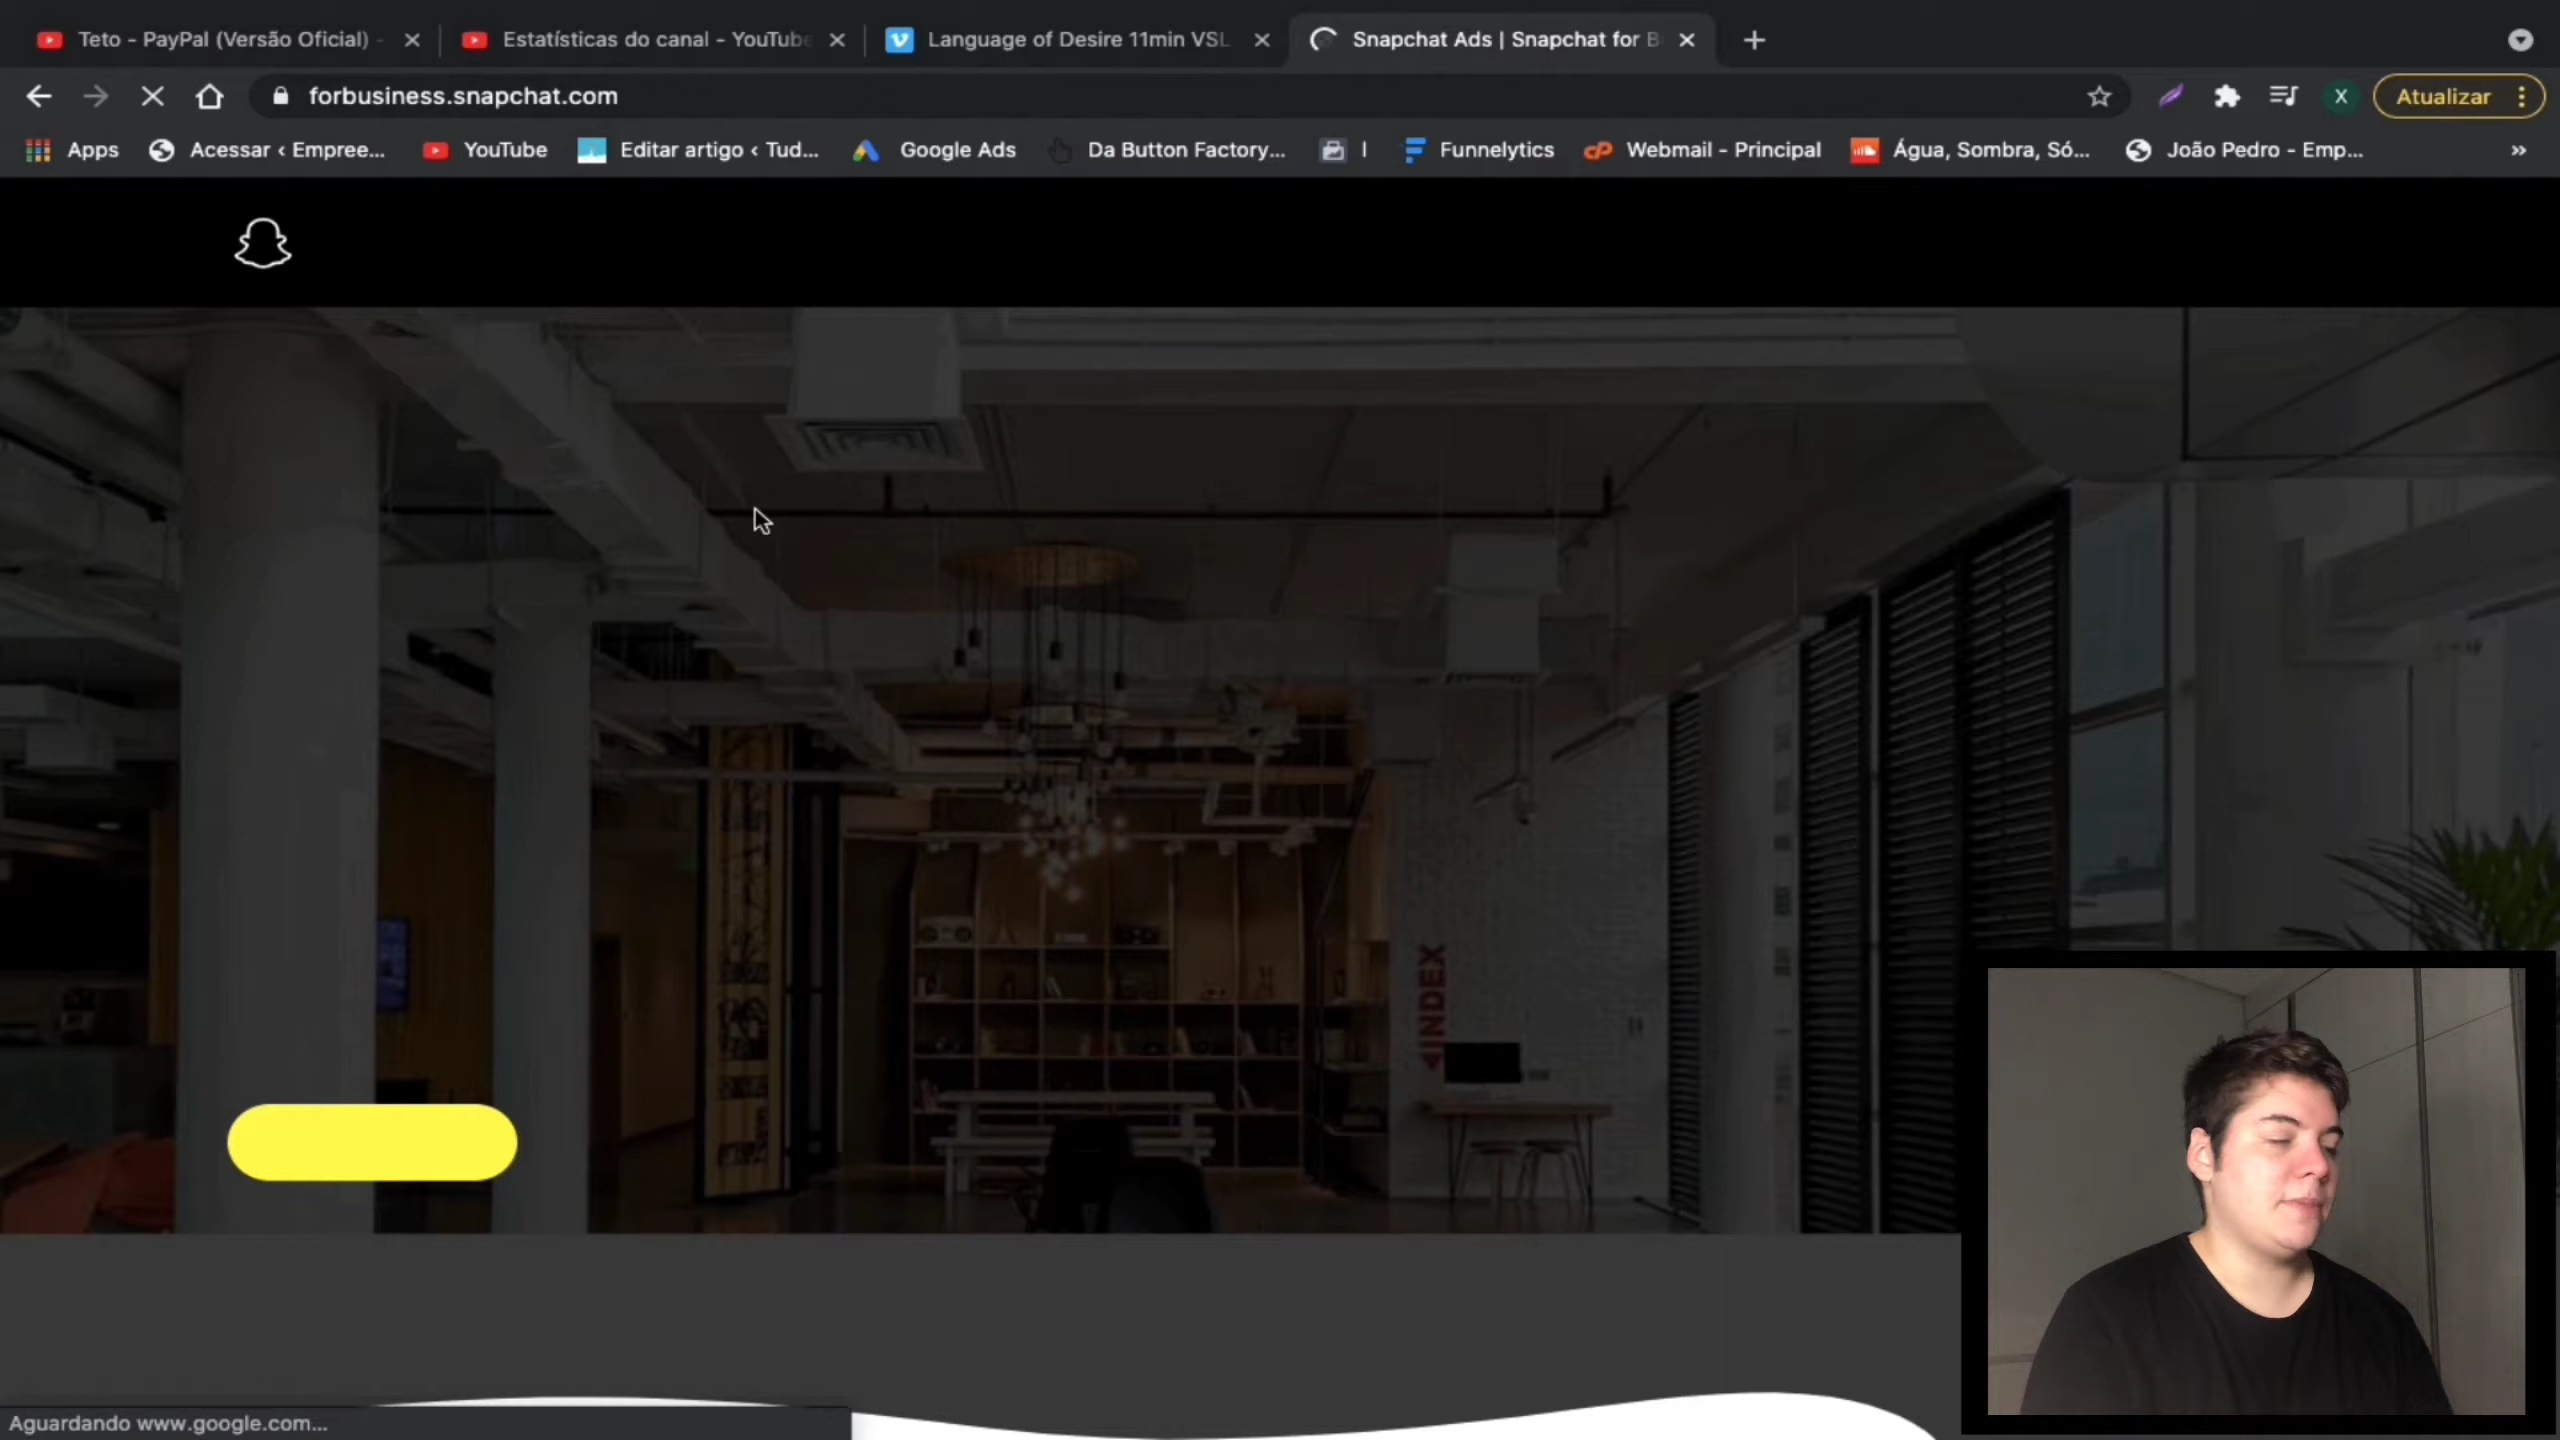 Teto - PayPal (Versão Oficial) -
Estatísticas do canal - YouTube
Language of Desire 11min VSL
Snapchat Ads | Snapchat for B
forbusiness.snapchat.com
X
Atualizar
Apps
Acessar ‹ Empree...
YouTube
Editar artigo ‹ Tud...
Google Ads
Da Button Factory...
I
Funnelytics
Webmail - Principal
Água, Sombra, Só...
João Pedro - Emp...
»
INDEX
Aguardando www.google.com...